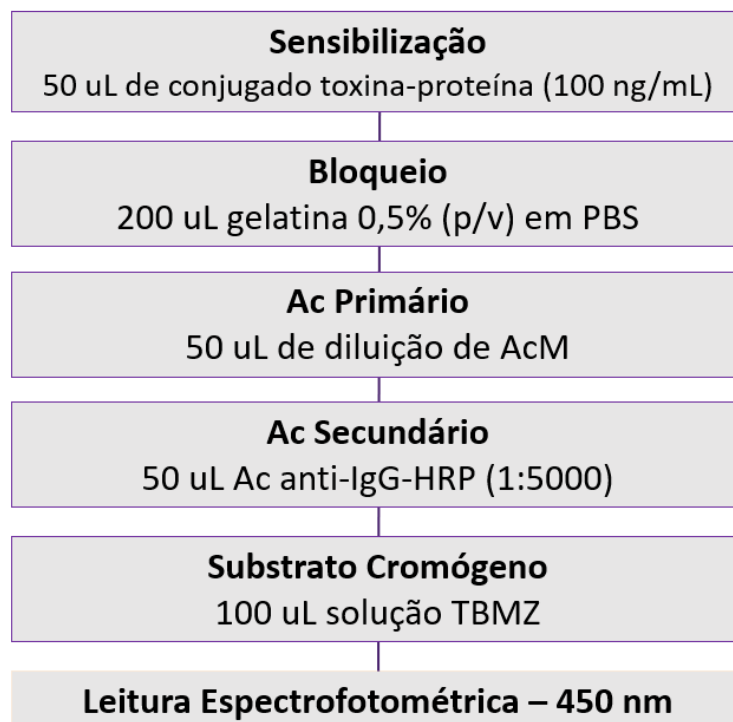 Sensibilização
50 uL de conjugado toxina-proteína (100 ng/mL)
Bloqueio
200 uL gelatina 0,5% (p/v) em PBS
Ac Primário
50 uL de diluição de AcM
Ac Secundário
50 uL Ac anti-IgG-HRP (1:5000)
Substrato Cromógeno
100 uL solução TBMZ
Leitura Espectrofotométrica – 450 nm